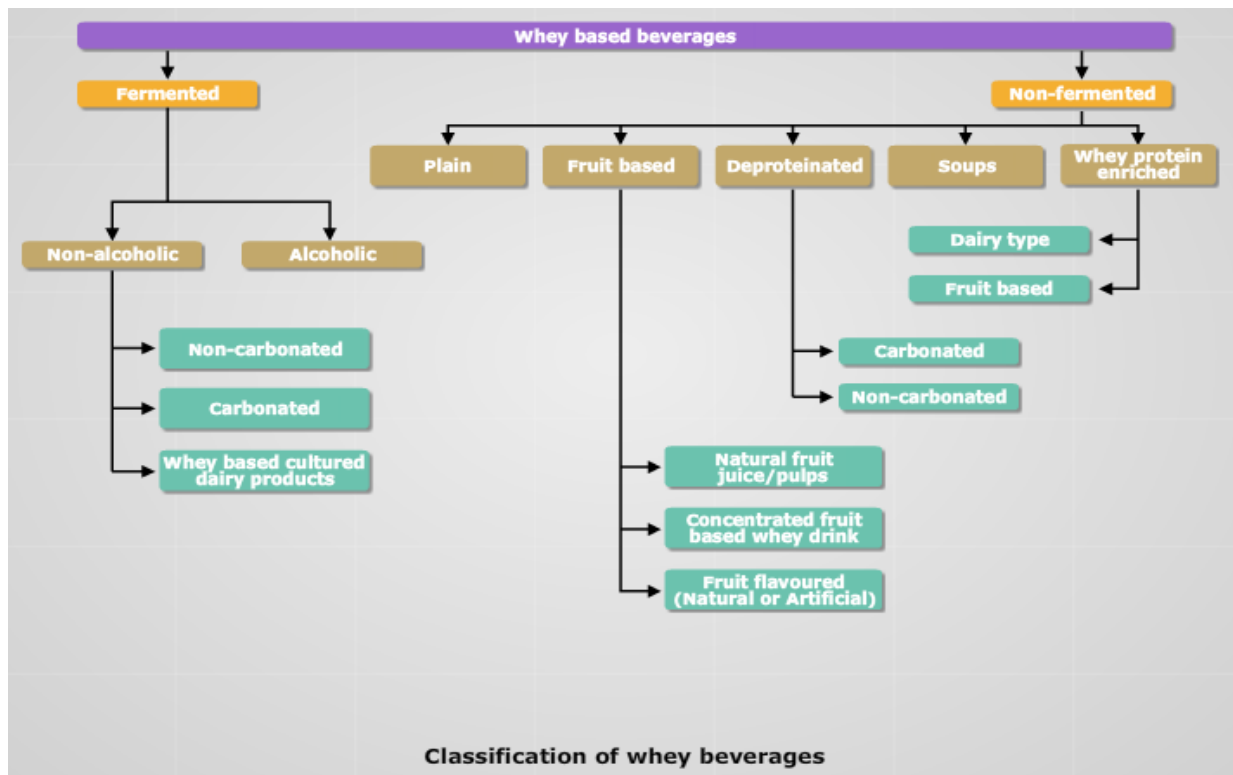 Whey based beverages
Fermented
Non-fermented
Plain
Fruit based
Deproteinated
Soups
Whey protein
enriched
Non-alcoholic
Alcoholic
Dairy type
Fruit based
Non-carbonated
Carbonated
Whey based cultured
dairy products
Carbonated
Non-carbonated
Natural fruit
juice/pulps
Concentrated fruit
based whey drink
Fruit flavoured
(Natural or Artificial)
Classification of whey beverages